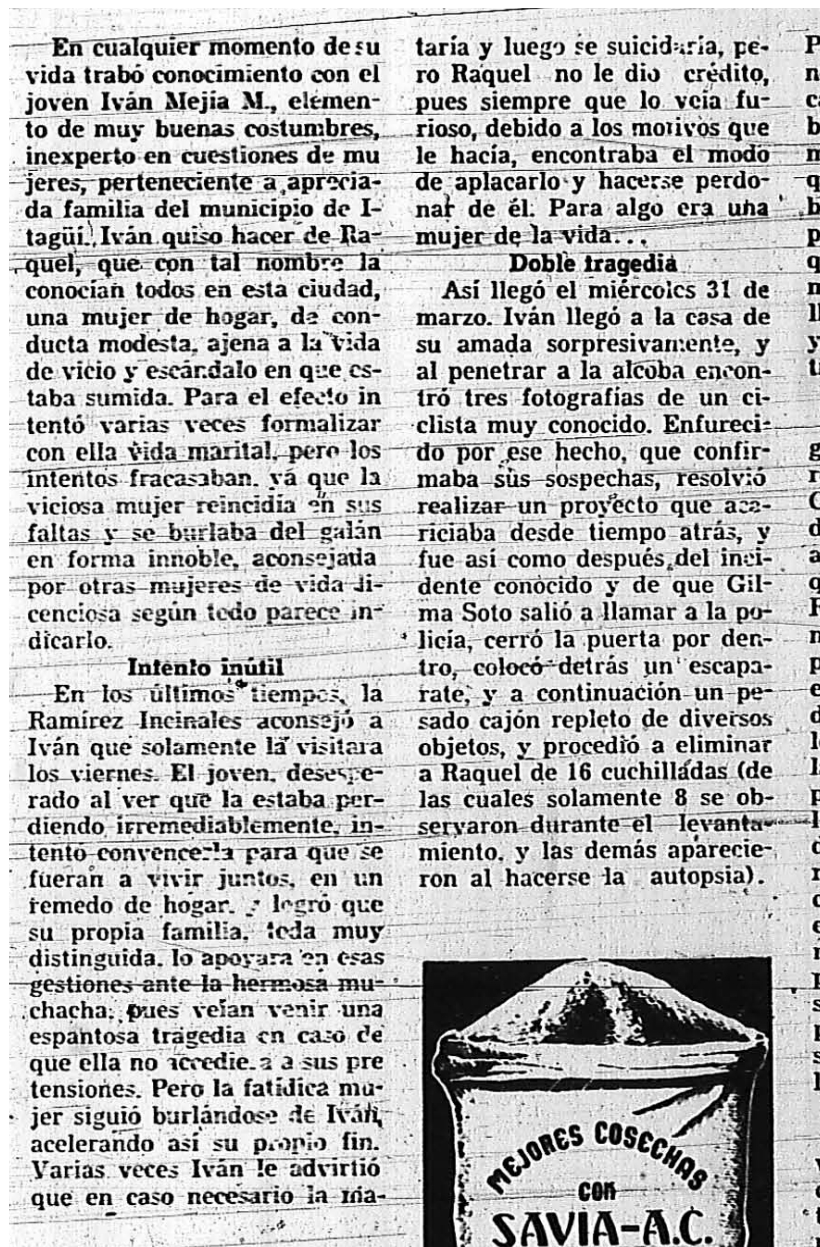 En cualquier momento de su
vida trabó conocimiento con el
joven Iván Mejía M., elemen-
to de muy buenas costumbres,
inexperto en cuestiones de mu
jeres, perteneciente a aprecia-
da familia del municipio de I-
tagüí. Iván quiso hacer de Ra-
quel, que con tal nombre la
conocían todos en esta ciudad,
una mujer de hogar, de con-
ducta modesta, ajena a la vida
de vicio y escándalo en que es-
taba sumida. Para el efecto in
tentó varias veces formalizar
con ella vida marital, pero los
intentos fracasaban, yá que la
viciosa mujer reincidía en sus
faltas y se burlaba del galán
en forma innoble, aconsejada
por otras mujeres de vida li-
cenciosa según todo parece in-
dicarlo.
Intento inútil
En los últimos tiempos, la
Ramírez Incinales aconsejó a
Iván que solamente la visitara
los viernes. El joven, desespe-
rado al ver que la estaba per-
diendo irremediablemente, in-
tentó convencerla para que se
fueran a vivir juntos, en un
remedo de hogar, y logró que
su propia familia, toda muy
distinguida, lo apoyara en esas
gestiones ante la hermosa mu-
chacha, pues veían venir una
espantosa tragedia en caso de
que ella no accediera a sus pre
tensiones. Pero la fatídica mu-
jer siguió burlándose de Iván,
acelerando así su propio fin.
Varias veces Iván le advirtió
que en caso necesario la ma-
taría y luego se suicidaría, pe-
ro Raquel no le dio crédito,
pues siempre que lo veía fu-
rioso, debido a los motivos que
le hacía, encontraba el modo
de aplacarlo y hacerse perdo-
nar de él. Para algo era una
mujer de la vida...
Doble tragedia
Así llegó el miércoles 31 de
marzo. Iván llegó a la casa de
su amada sorpresivamente, y
al penetrar a la alcoba encon-
tró tres fotografías de un ci-
clista muy conocido. Enfureci-
do por ese hecho, que confir-
maba sus sospechas, resolvió
realizar un proyecto que aca-
riciaba desde tiempo atrás, y
fue así como después del inci-
dente conocido y de que Gil-
ma Soto salió a llamar a la po-
licía, cerró la puerta por den-
tro, colocó detrás un escapa-
rate, y a continuación un pe-
sado cajón repleto de diversos
objetos, y procedió a eliminar
a Raquel de 16 cuchilladas (de
las cuales solamente 8 se ob-
servaron durante el levanta-
miento, y las demás aparecie-
ron al hacerse la autopsia).
MEJORES COSECHAS
CON
SAVIA-A.C.